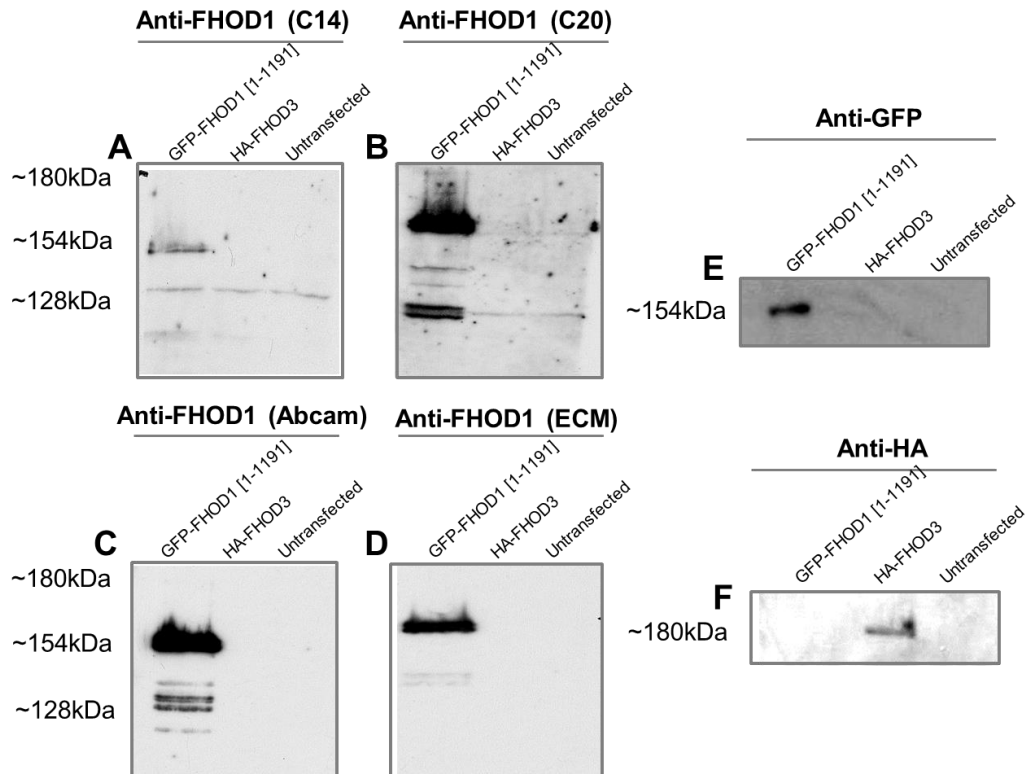 Anti-FHOD1 (C14)
GFP-FHOD1 [1-1191]
HA-FHOD3
Untransfected
A
~180kDa
~154kDa
~128kDa
Anti-FHOD1 (C20)
GFP-FHOD1 [1-1191]
HA-FHOD3
Untransfected
B
Anti-GFP
GFP-FHOD1 [1-1191]
HA-FHOD3
Untransfected
E
~154kDa
Anti-FHOD1 (Abcam)
GFP-FHOD1 [1-1191]
HA-FHOD3
Untransfected
C
~180kDa
~154kDa
~128kDa
Anti-FHOD1 (ECM)
GFP-FHOD1 [1-1191]
HA-FHOD3
Untransfected
D
Anti-HA
GFP-FHOD1 [1-1191]
HA-FHOD3
Untransfected
F
~180kDa